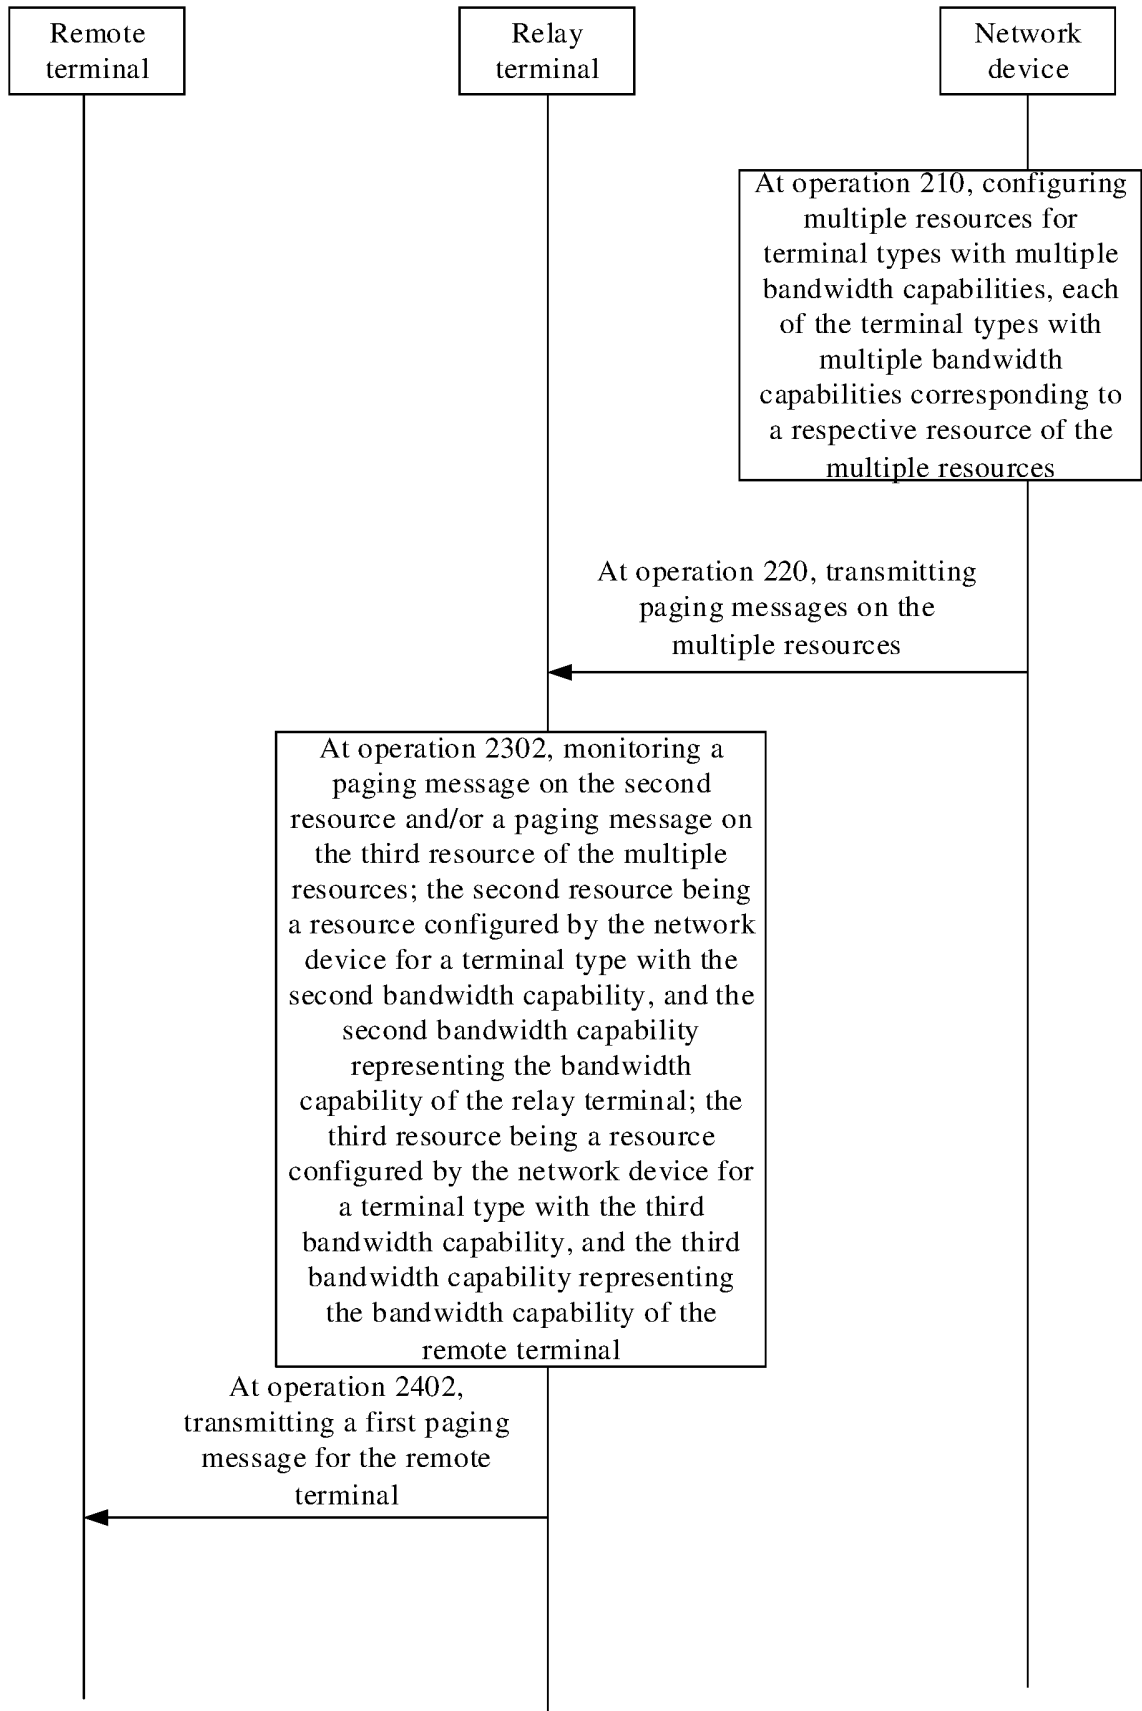 Remote
terminal
Relay
terminal
Network
device
At operation 210, configuring
multiple resources for
terminal types with multiple
bandwidth capabilities, each
of the terminal types with
multiple bandwidth
capabilities corresponding to
a respective resource of the
multiple resources
At operation 220, transmitting
paging messages on the
multiple resources
At operation 2302, monitoring a
paging message on the second
resource and/or a paging message on
the third resource of the multiple
resources; the second resource being
a resource configured by the network
device for a terminal type with the
second bandwidth capability, and the
second bandwidth capability
representing the bandwidth
capability of the relay terminal; the
third resource being a resource
configured by the network device for
a terminal type with the third
bandwidth capability, and the third
bandwidth capability representing
the bandwidth capability of the
remote terminal
At operation 2402,
transmitting a first paging
message for the remote
terminal